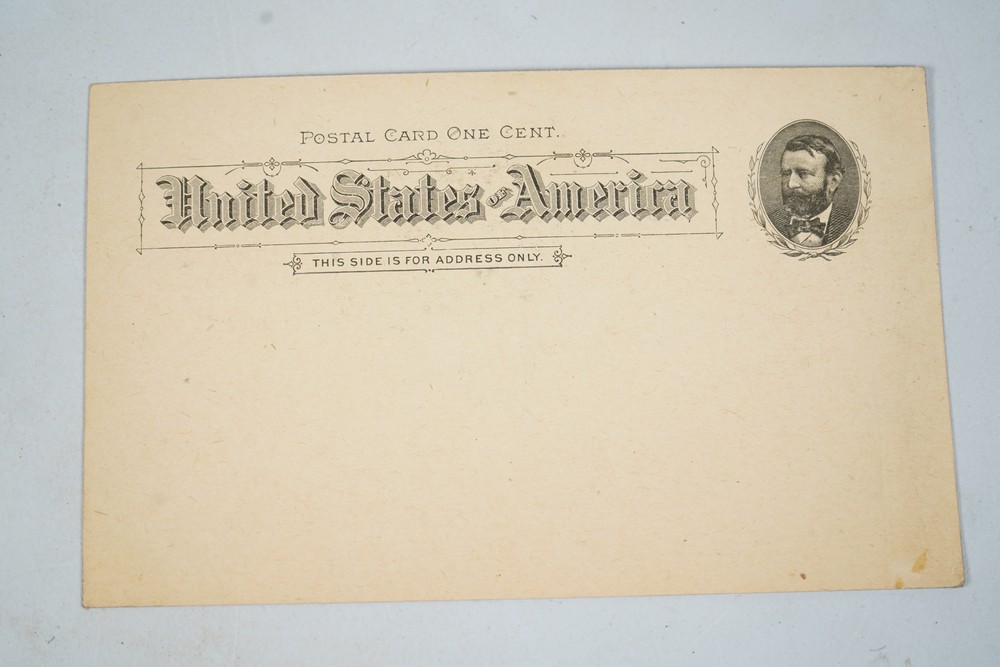 POSTAL CARD ONE CENT.
United States OF America
THIS SIDE IS FOR ADDRESS ONLY.